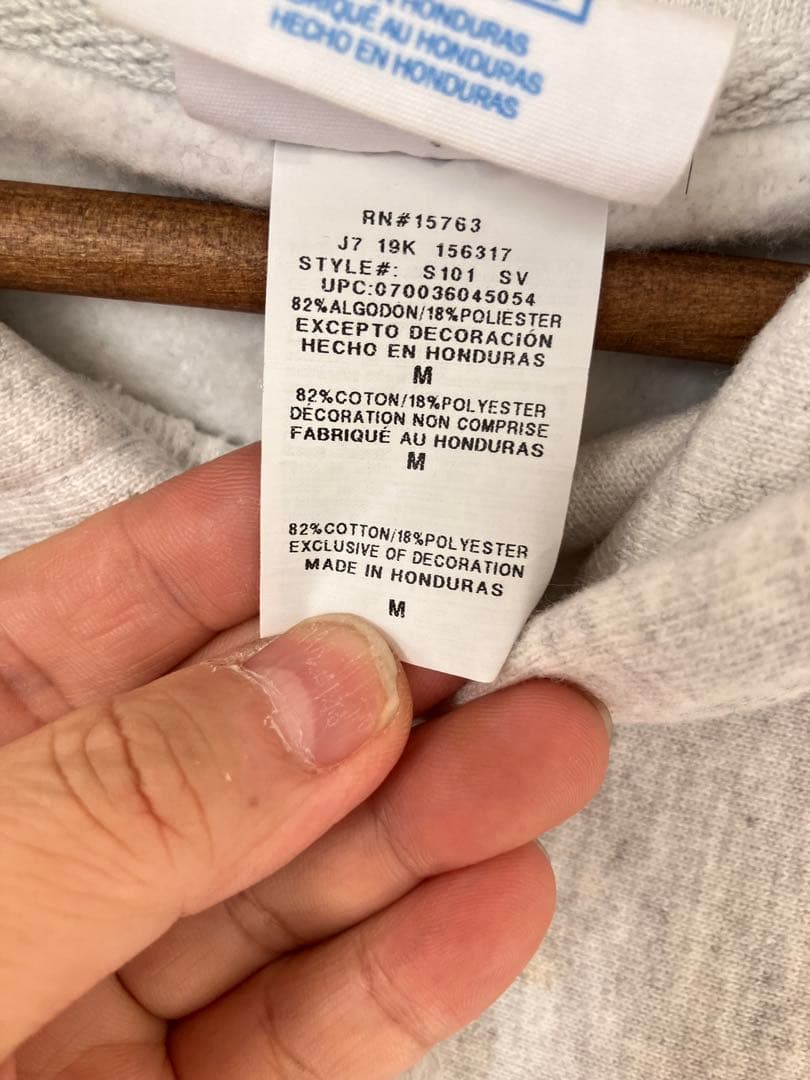 HONDURAS
FABRIQUÉ AU HONDURAS
HECHO EN HONDURAS
RN#15763
J7 19K 156317
STYLE#: S101 SV
UPC:070036045054
82%ALGODÓN/18%POLIESTER
EXCEPTO DECORACIÓN
HECHO EN HONDURAS
M
82%COTON/18%POLYESTER
DÉCORATION NON COMPRISE
FABRIQUÉ AU HONDURAS
M
82%COTTON/18%POLYESTER
EXCLUSIVE OF DECORATION
MADE IN HONDURAS
M